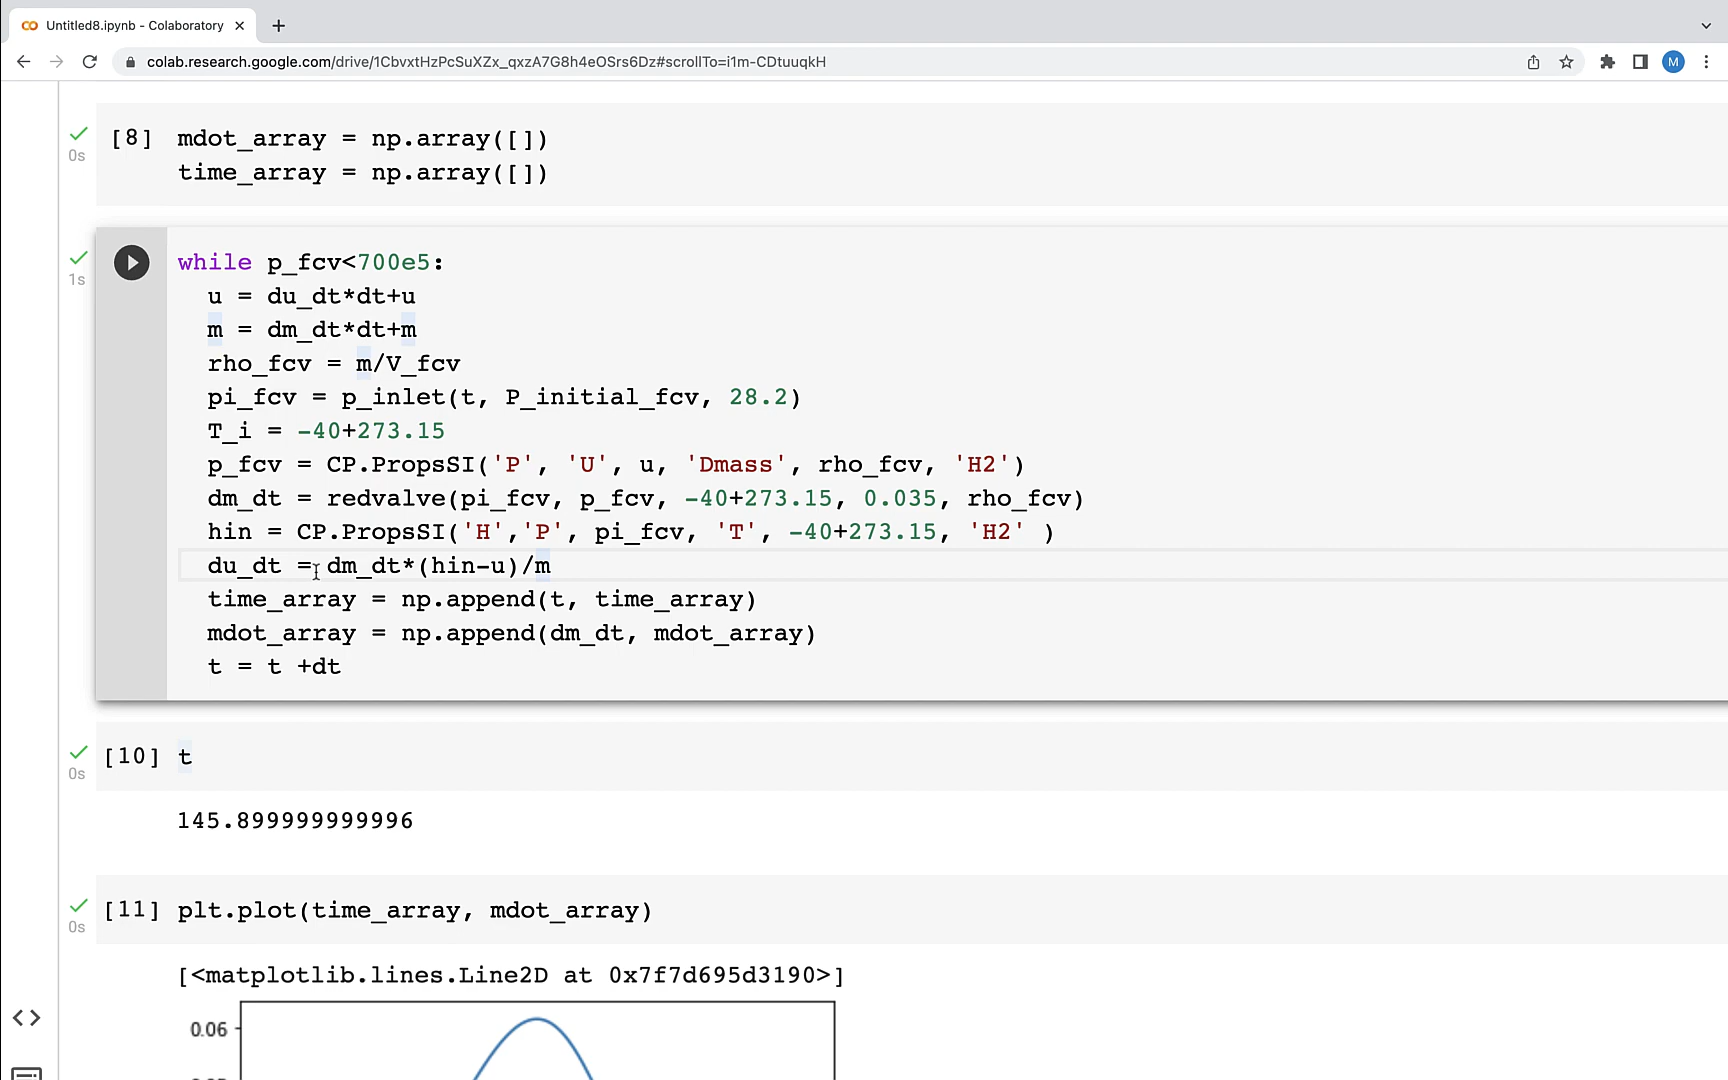 Untitled8.ipynb - Colaboratory
colab.research.google.com/drive/1CbvxtHzPcSuXZx_qxzA7G8h4eOSrs6Dz#scrollTo=i1m-CDtuuqkH
M
[8] mdot_array = np.array([])
0s time_array = np.array([])
while p_fcv<700e5:
1s
u = du_dt*dt+u
m = dm_dt*dt+m
rho_fcv = m/V_fcv
pi_fcv = p_inlet(t, P_initial_fcv, 28.2)
T_i = -40+273.15
p_fcv = CP.PropsSI('P', 'U', u, 'Dmass', rho_fcv, 'H2')
dm_dt = redvalve(pi_fcv, p_fcv, -40+273.15, 0.035, rho_fcv)
hin = CP.PropsSI('H','P', pi_fcv, 'T', -40+273.15, 'H2' )
du_dt = dm_dt*(hin-u)/m
time_array = np.append(t, time_array)
mdot_array = np.append(dm_dt, mdot_array)
t = t +dt
[10] t
0s
145.899999999996
[11] plt.plot(time_array, mdot_array)
0s
[<matplotlib.lines.Line2D at 0x7f7d695d3190>]
0.06